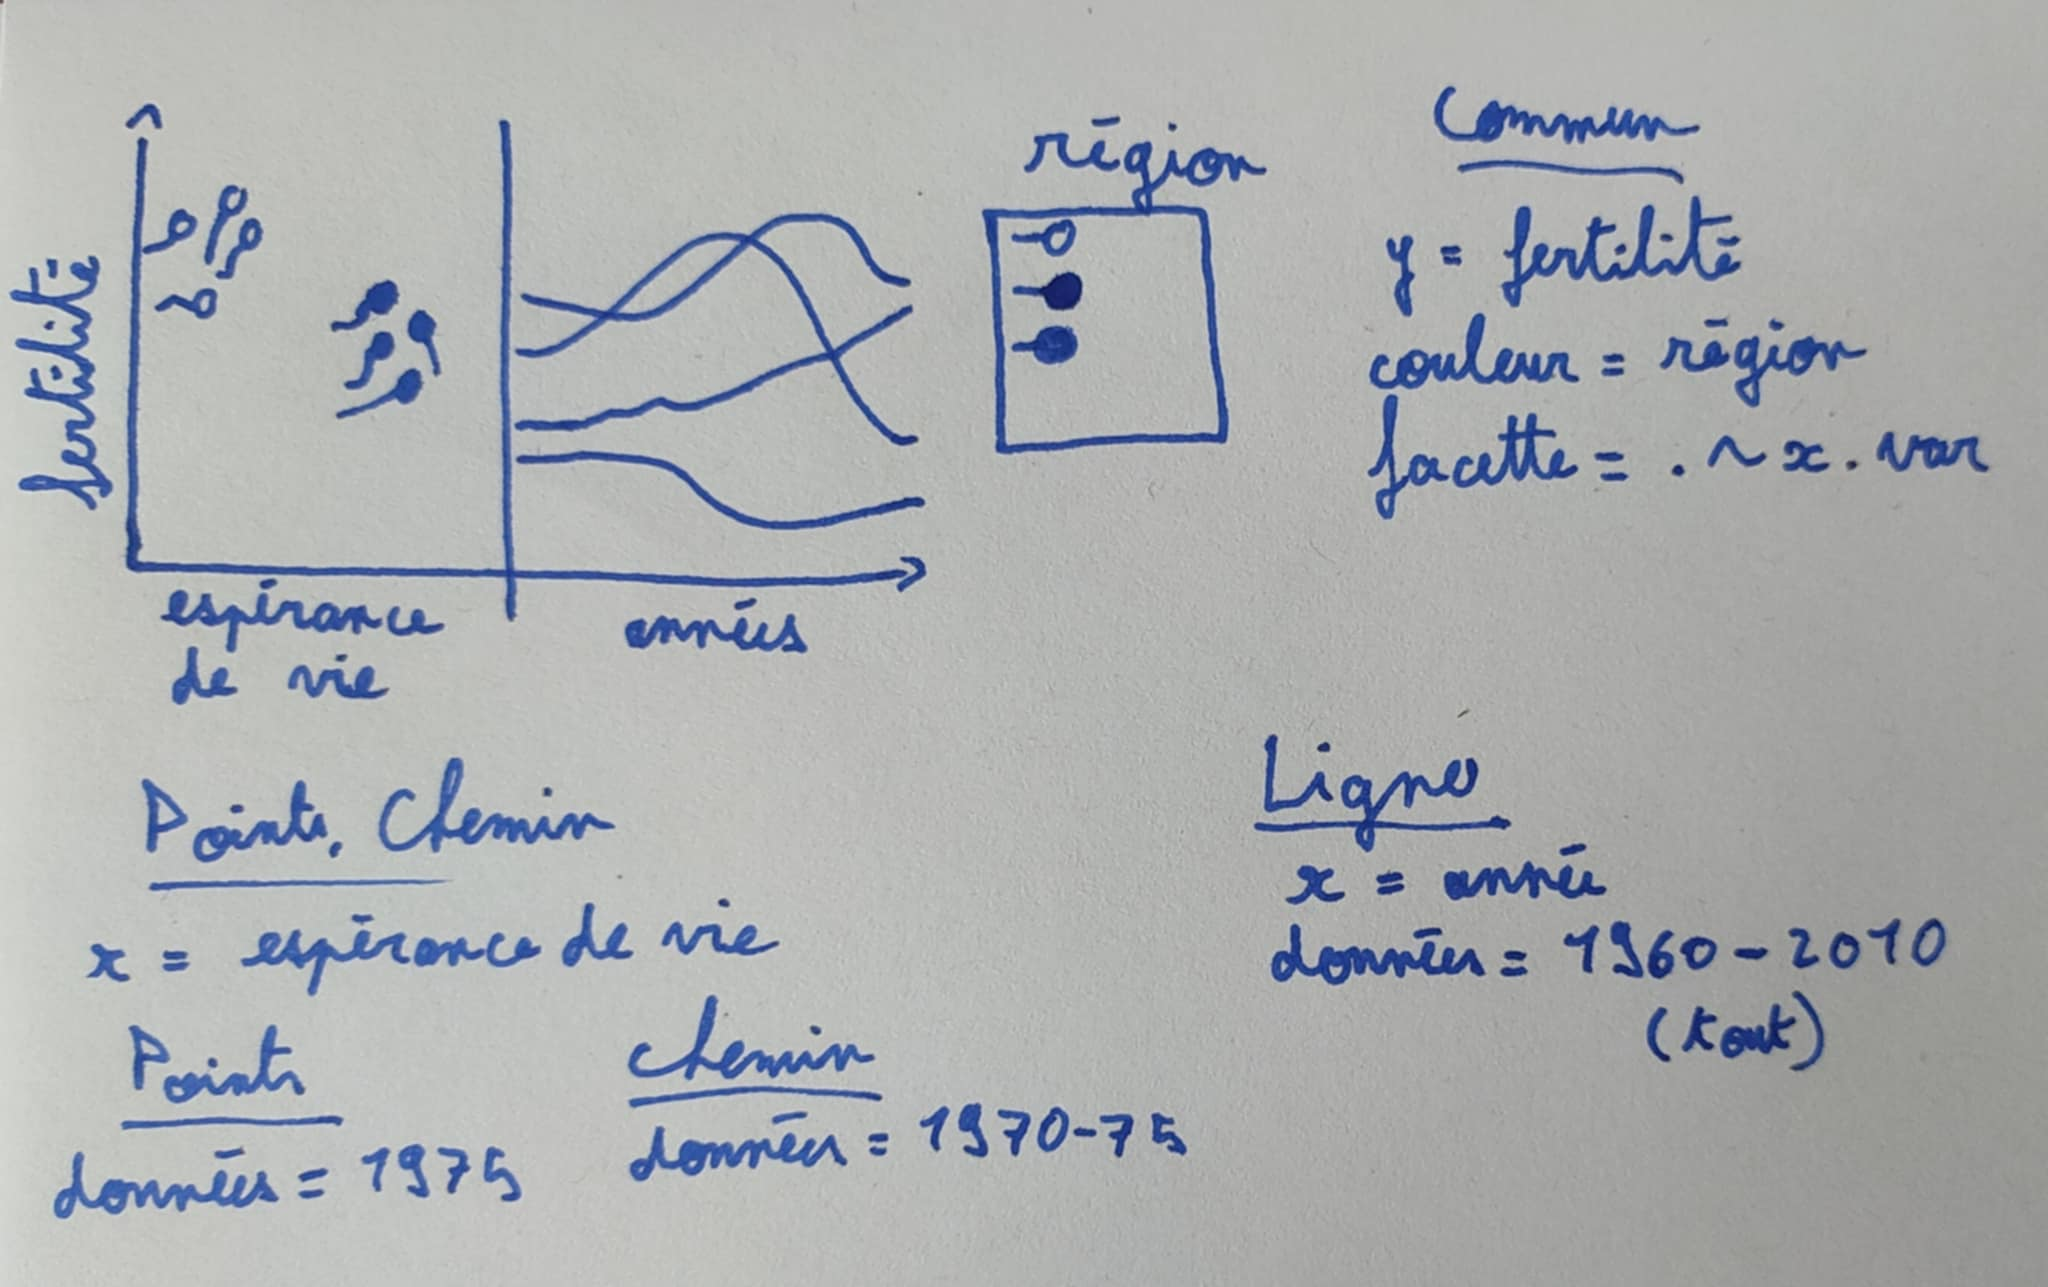 fertilité
espérance
de vie
années
région
Commun
y = fertilité
couleur = région
facette = . ~ x . var
Points, Chemin
x = espérance de vie
Points
données = 1975
Chemin
données = 1970-75
Ligne
x = année
données = 1960-2010
(tout)